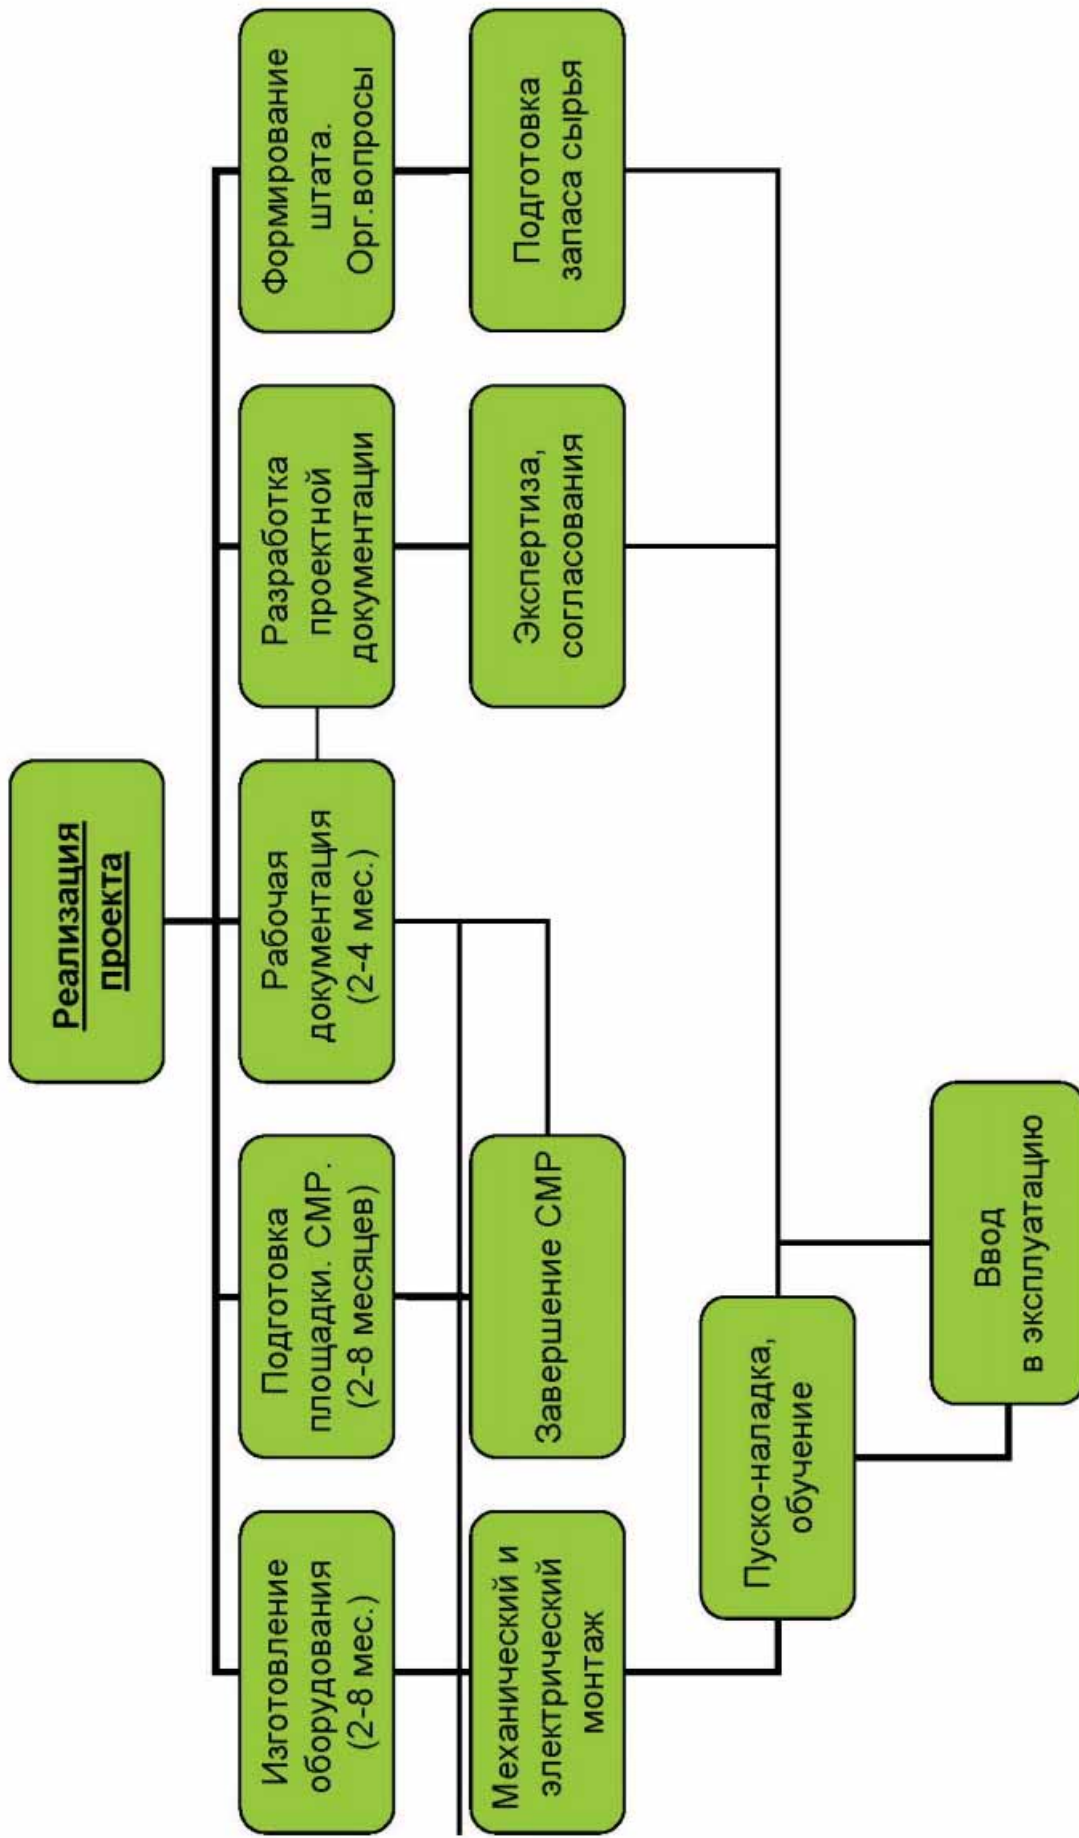 Реализация
проекта
Изготовление
оборудования
(2-8 мес.)
Подготовка
площадки. СМР.
(2-8 месяцев)
Рабочая
документация
(2-4 мес.)
Разработка
проектной
документации
Формирование
штата.
Орг.вопросы
Механический и
электрический
монтаж
Завершение СМР
Экспертиза,
согласования
Подготовка
запаса сырья
Пуско-наладка,
обучение
Ввод
в эксплуатацию